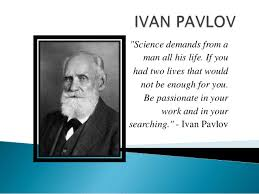 IVAN PAVLOV
"Science demands from a
man all his life. If you
had two lives that would
not be enough for you.
Be passionate in your
work and in your
searching." - Ivan Pavlov